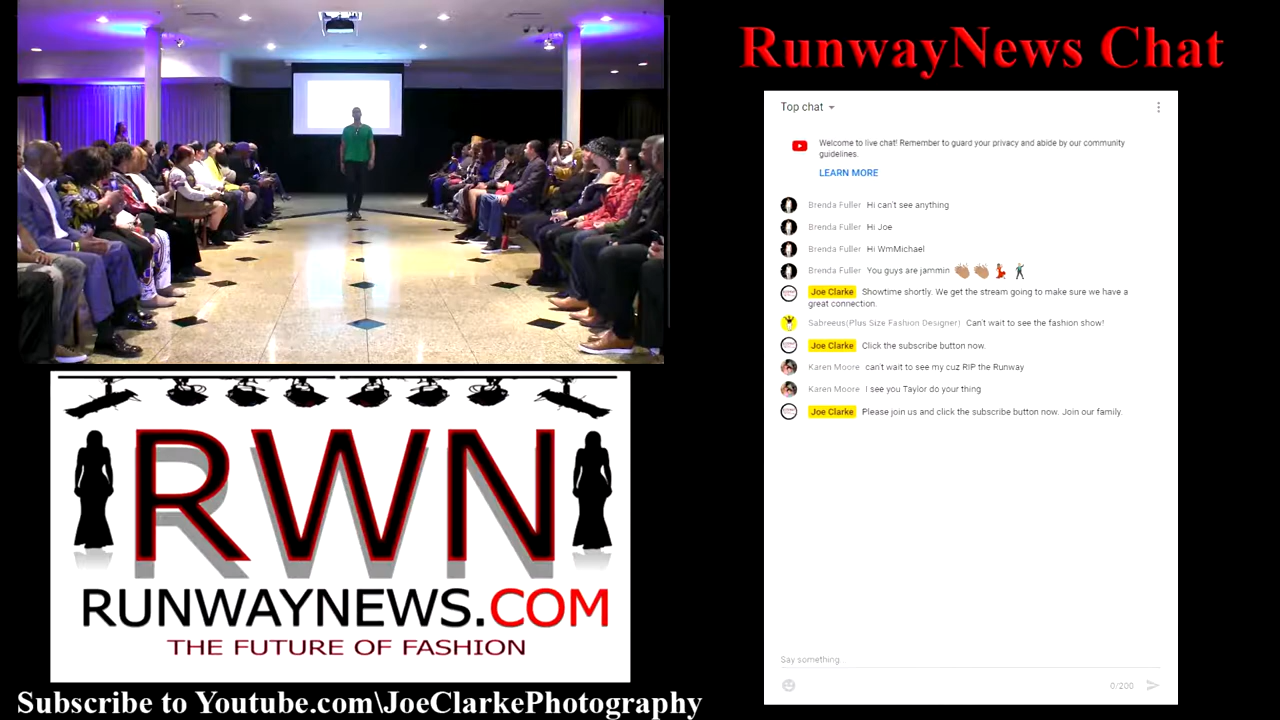 RunwayNews Chat
Top chat
Welcome to live chat! Remember to guard your privacy and abide by our community
guidelines.
LEARN MORE
Brenda Fuller Hi can't see anything
Brenda Fuller Hi Joe
Brenda Fuller Hi WmMichael
Brenda Fuller You guys are jammin
Joe Clarke Showtime shortly. We get the stream going to make sure we have a
great connection.
Sabreeus(Plus Size Fashion Designer) Can't wait to see the fashion show!
Joe Clarke Click the subscribe button now.
Karen Moore can't wait to see my cuz RIP the Runway
Karen Moore I see you Taylor do your thing
Joe Clarke Please join us and click the subscribe button now. Join our family.
Say something...
0/200
RWN
RUNWAYNEWS.COM
THE FUTURE OF FASHION
Subscribe to Youtube.com\JoeClarkePhotography